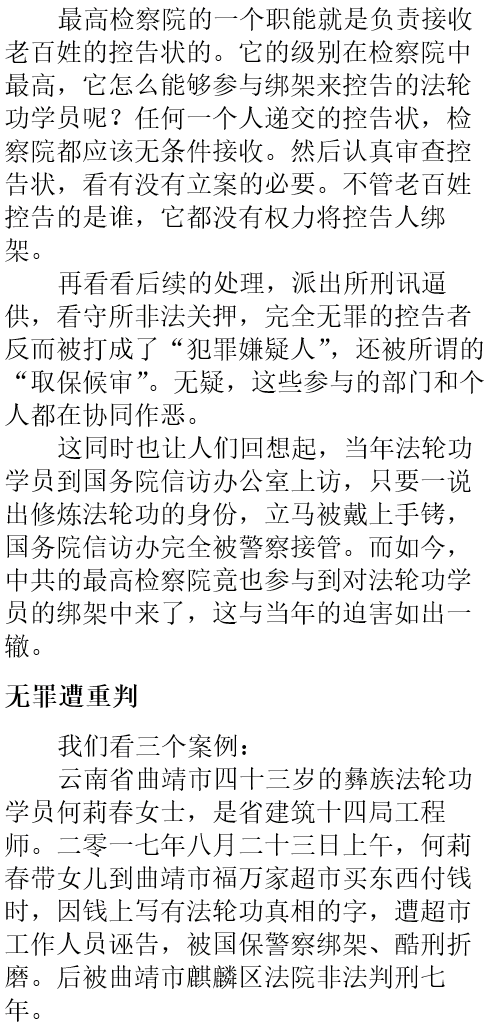 最高检察院的一个职能就是负责接收
老百姓的控告状的。它的级别在检察院中
最高，它怎么能够参与绑架来控告的法轮
功学员呢？任何一个人递交的控告状，检
察院都应该无条件接收。然后认真审查控
告状，看有没有立案的必要。不管老百姓
控告的是谁，它都没有权力将控告人绑
架。
再看看后续的处理，派出所刑讯逼
供，看守所非法关押，完全无罪的控告者
反而被打成了“犯罪嫌疑人”，还被所谓的
“取保候审”。无疑，这些参与的部门和个
人都在协同作恶。
这同时也让人们回想起，当年法轮功
学员到国务院信访办公室上访，只要一说
出修炼法轮功的身份，立马被戴上手铐，
国务院信访办完全被警察接管。而如今，
中共的最高检察院竟也参与到对法轮功学
员的绑架中来了，这与当年的迫害如出一
辙。
无罪遭重判
我们看三个案例：
云南省曲靖市四十三岁的彝族法轮功
学员何莉春女士，是省建筑十四局工程
师。二零一七年八月二十三日上午，何莉
春带女儿到曲靖市福万家超市买东西付钱
时，因钱上写有法轮功真相的字，遭超市
工作人员诬告，被国保警察绑架、酷刑折
磨。后被曲靖市麒麟区法院非法判刑七
年。